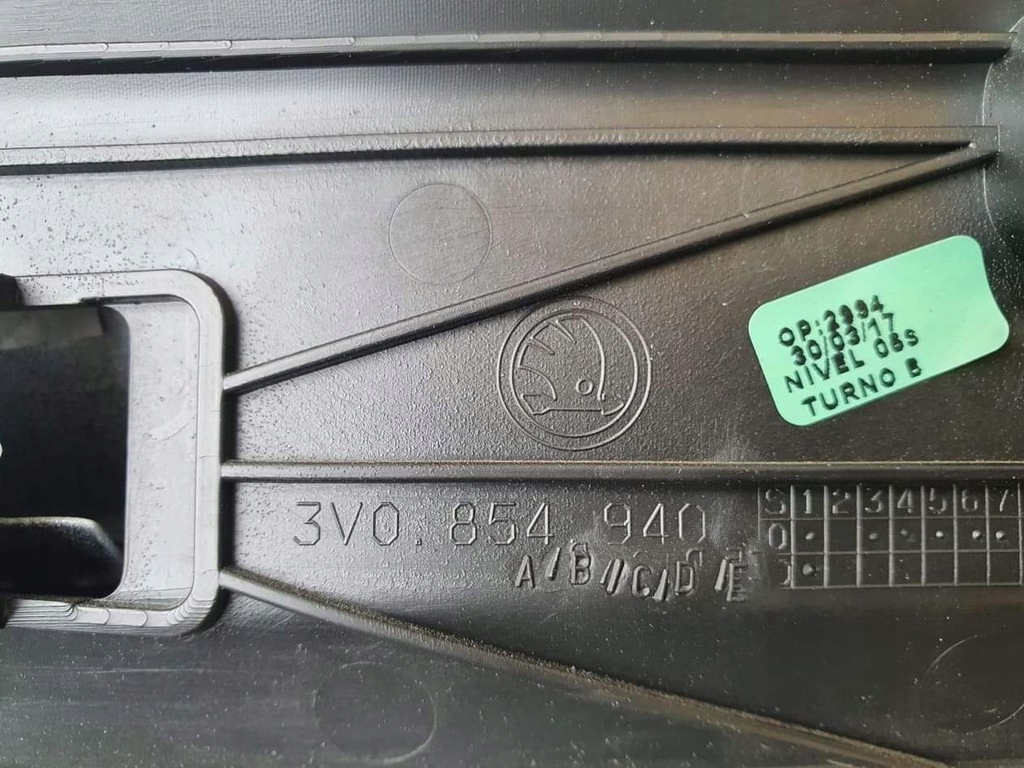 OP:2994
30/03/17
NIVEL 06s
TURNO B
3V0.854.940
A/B//C/D/E
S 1 2 3 4 5 6 7
0